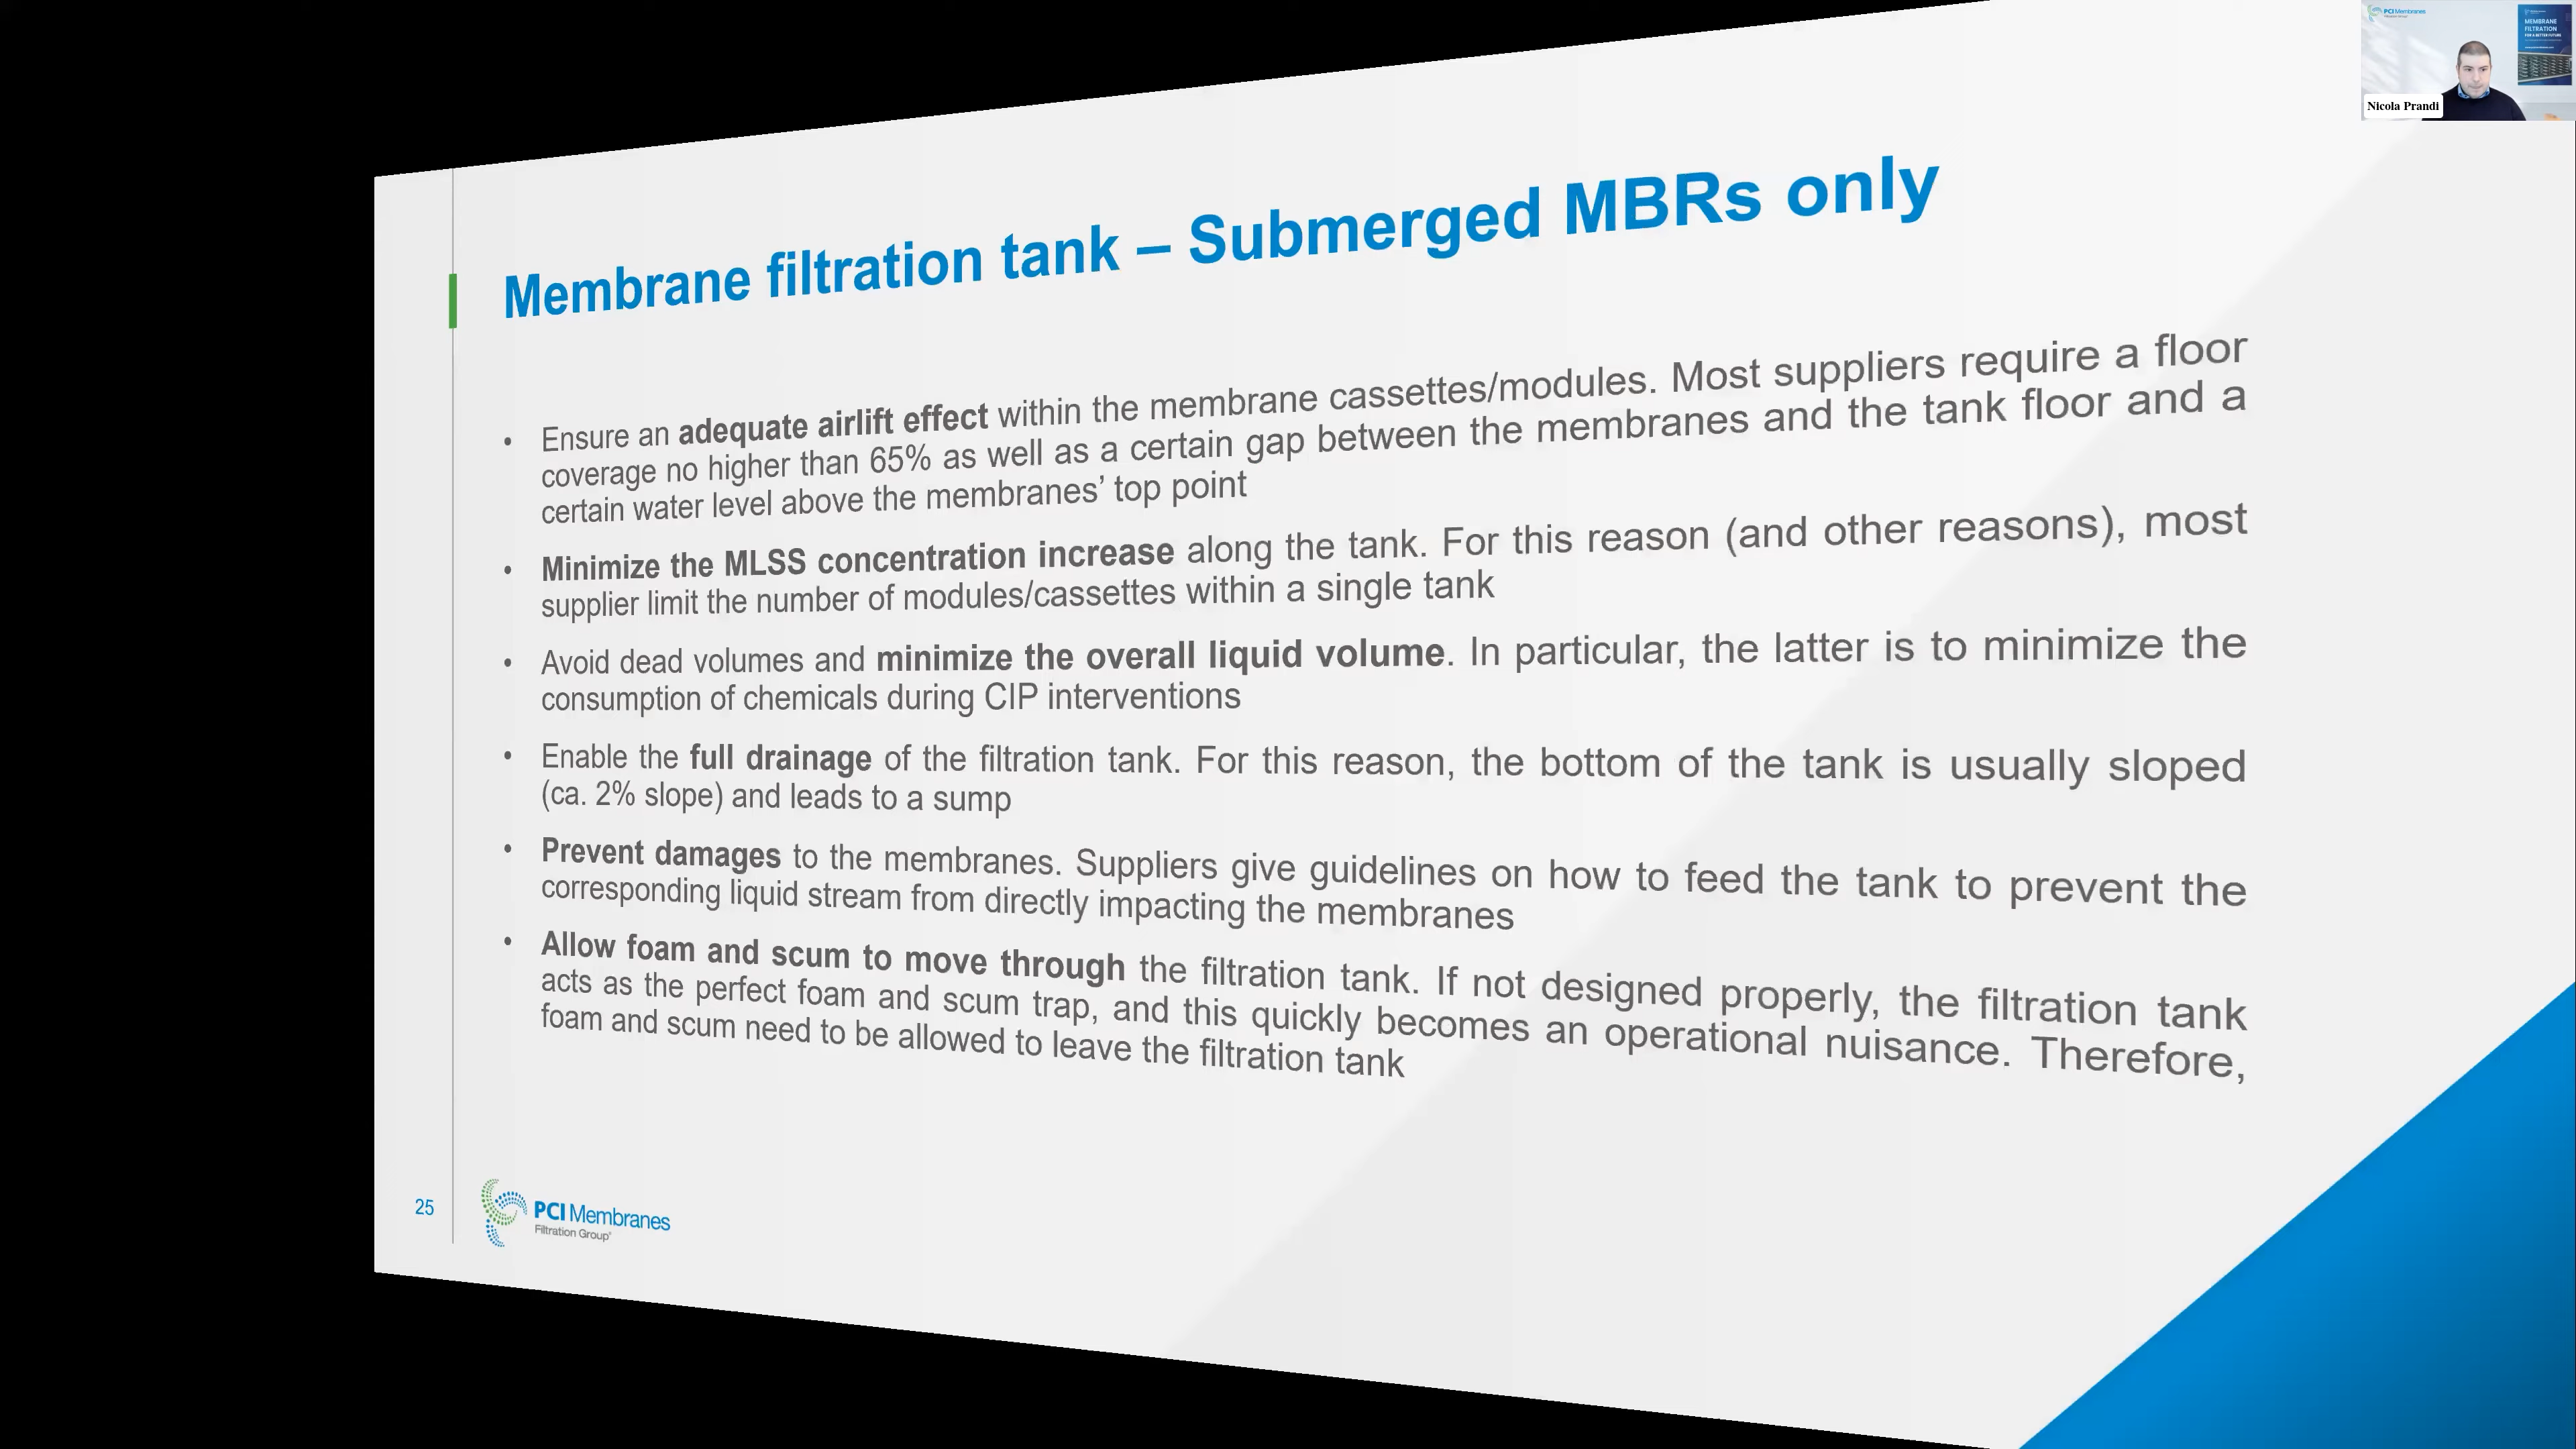 PCI Membranes
MEMBRANE
FILTRATION
FOR A BETTER FUTURE
Nicola Prandi
Membrane filtration tank – Submerged MBRs only
• Ensure an adequate airlift effect within the membrane cassettes/modules. Most suppliers require a floor
coverage no higher than 65% as well as a certain gap between the membranes and the tank floor and a
certain water level above the membranes’ top point
• Minimize the MLSS concentration increase along the tank. For this reason (and other reasons), most
supplier limit the number of modules/cassettes within a single tank
• Avoid dead volumes and minimize the overall liquid volume. In particular, the latter is to minimize the
consumption of chemicals during CIP interventions
• Enable the full drainage of the filtration tank. For this reason, the bottom of the tank is usually sloped
(ca. 2% slope) and leads to a sump
• Prevent damages to the membranes. Suppliers give guidelines on how to feed the tank to prevent the
corresponding liquid stream from directly impacting the membranes
• Allow foam and scum to move through the filtration tank. If not designed properly, the filtration tank
acts as the perfect foam and scum trap, and this quickly becomes an operational nuisance. Therefore,
foam and scum need to be allowed to leave the filtration tank
25
PCI Membranes
Filtration Group®